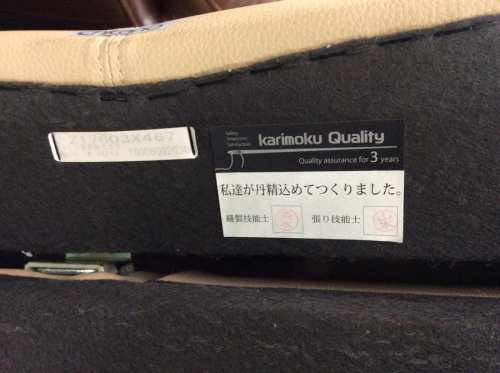 Z17603X467
Safety
Smartness
Satisfaction
karimoku Quality
Quality assurance for 3 years
私達が丹精込めてつくりました。
縫製技能士
張り技能士